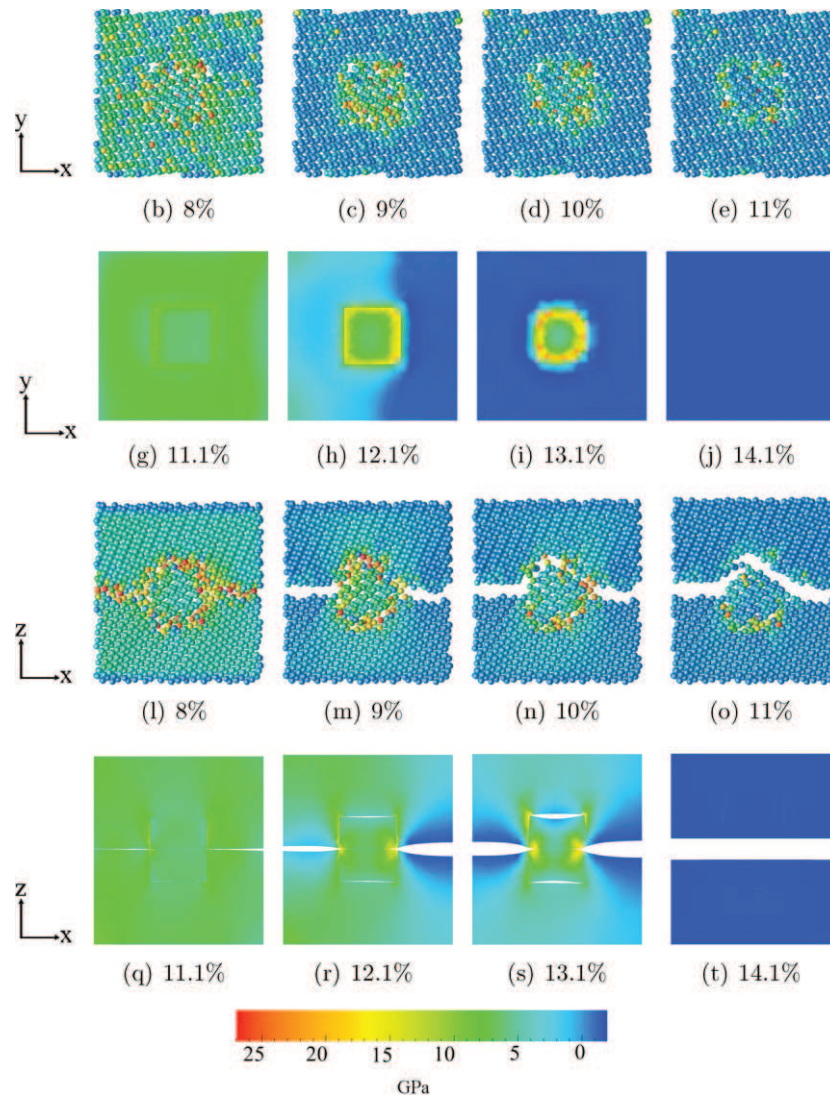 y
x
(b) 8% (c) 9% (d) 10% (e) 11%
y
x
(g) 11.1% (h) 12.1% (i) 13.1% (j) 14.1%
z
x
(l) 8% (m) 9% (n) 10% (o) 11%
z
x
(q) 11.1% (r) 12.1% (s) 13.1% (t) 14.1%
25 20 15 10 5 0
GPa